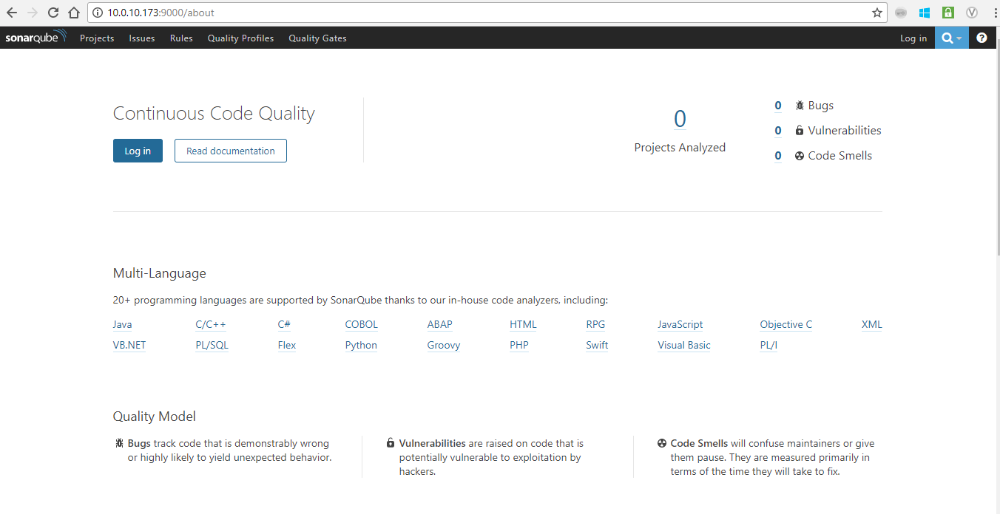 10.0.10.173:9000/about
sonarqube Projects Issues Rules Quality Profiles Quality Gates Log in ?
Continuous Code Quality
Log in Read documentation
0
Projects Analyzed
0 Bugs
0 Vulnerabilities
0 Code Smells
Multi-Language
20+ programming languages are supported by SonarQube thanks to our in-house code analyzers, including:
Java C/C++ C# COBOL ABAP HTML RPG JavaScript Objective C XML
VB.NET PL/SQL Flex Python Groovy PHP Swift Visual Basic PL/I
Quality Model
Bugs track code that is demonstrably wrong
or highly likely to yield unexpected behavior.
Vulnerabilities are raised on code that is
potentially vulnerable to exploitation by
hackers.
Code Smells will confuse maintainers or give
them pause. They are measured primarily in
terms of the time they will take to fix.